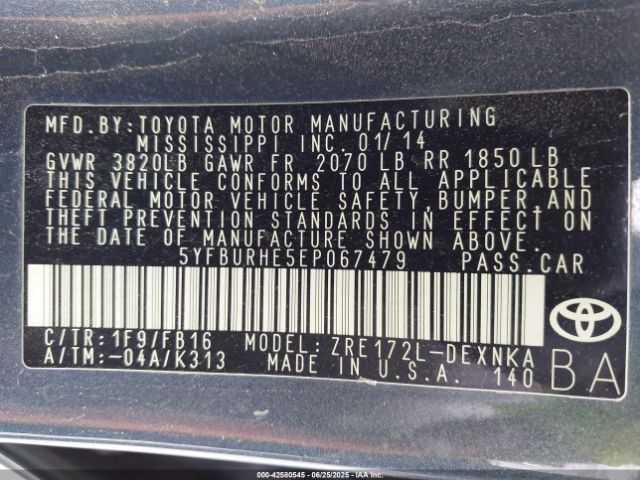 MFD.BY:TOYOTA MOTOR MANUFACTURING
MISSISSIPPI INC. 01/14
GVWR 3820LB GAWR FR 2070 LB RR 1850 LB
THIS VEHICLE CONFORMS TO ALL APPLICABLE
FEDERAL MOTOR VEHICLE SAFETY,BUMPER,AND
THEFT PREVENTION STANDARDS IN EFFECT ON
THE DATE OF MANUFACTURE SHOWN ABOVE.
5YFBURHE5EP067479 PASS.CAR
C/TR:1F9/FB16 MODEL:ZRE172L-DEXNKA
A/TM:-04A/K313 MADE IN U.S.A. 140
BA
000-42580545 - 06/25/2025 - IAA Inc.